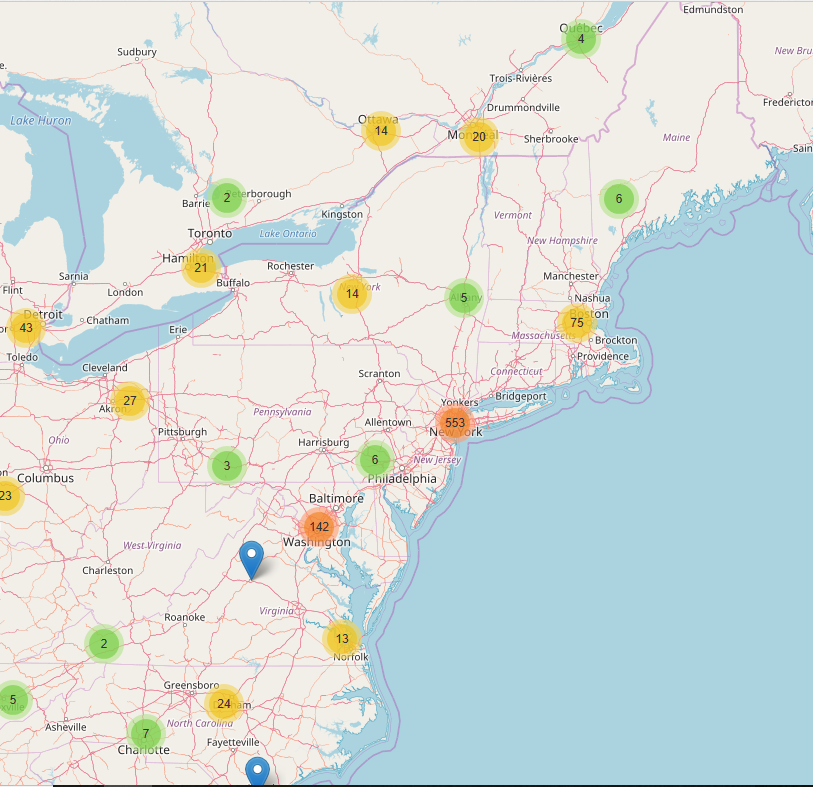 Edmundston
Québec
4
Sudbury
New Bru
Trois-Rivières
Fredericton
Drummondville
Lake Huron
Ottawa
14
Montréal
20
Sherbrooke
Maine
Sain
2
Peterborough
Barrie
6
Kingston
Vermont
Toronto
Lake Ontario
New Hampshire
Hamilton
21
Rochester
Sarnia
Buffalo
Manchester
Flint
London
14
York
5
Albany
Nashua
Detroit
43
Chatham
Boston
75
Erie
Massachusetts
Brockton
Toledo
Providence
Cleveland
Scranton
Connecticut
27
Akron
Yonkers
Bridgeport
Pennsylvania
553
New York
Allentown
Pittsburgh
Ohio
Harrisburg
3
6
New Jersey
Columbus
Philadelphia
23
Baltimore
142
Washington
West Virginia
Charleston
Virginia
Roanoke
2
13
Norfolk
Greensboro
5
ville
24
ham
North Carolina
Asheville
7
Charlotte
Fayetteville